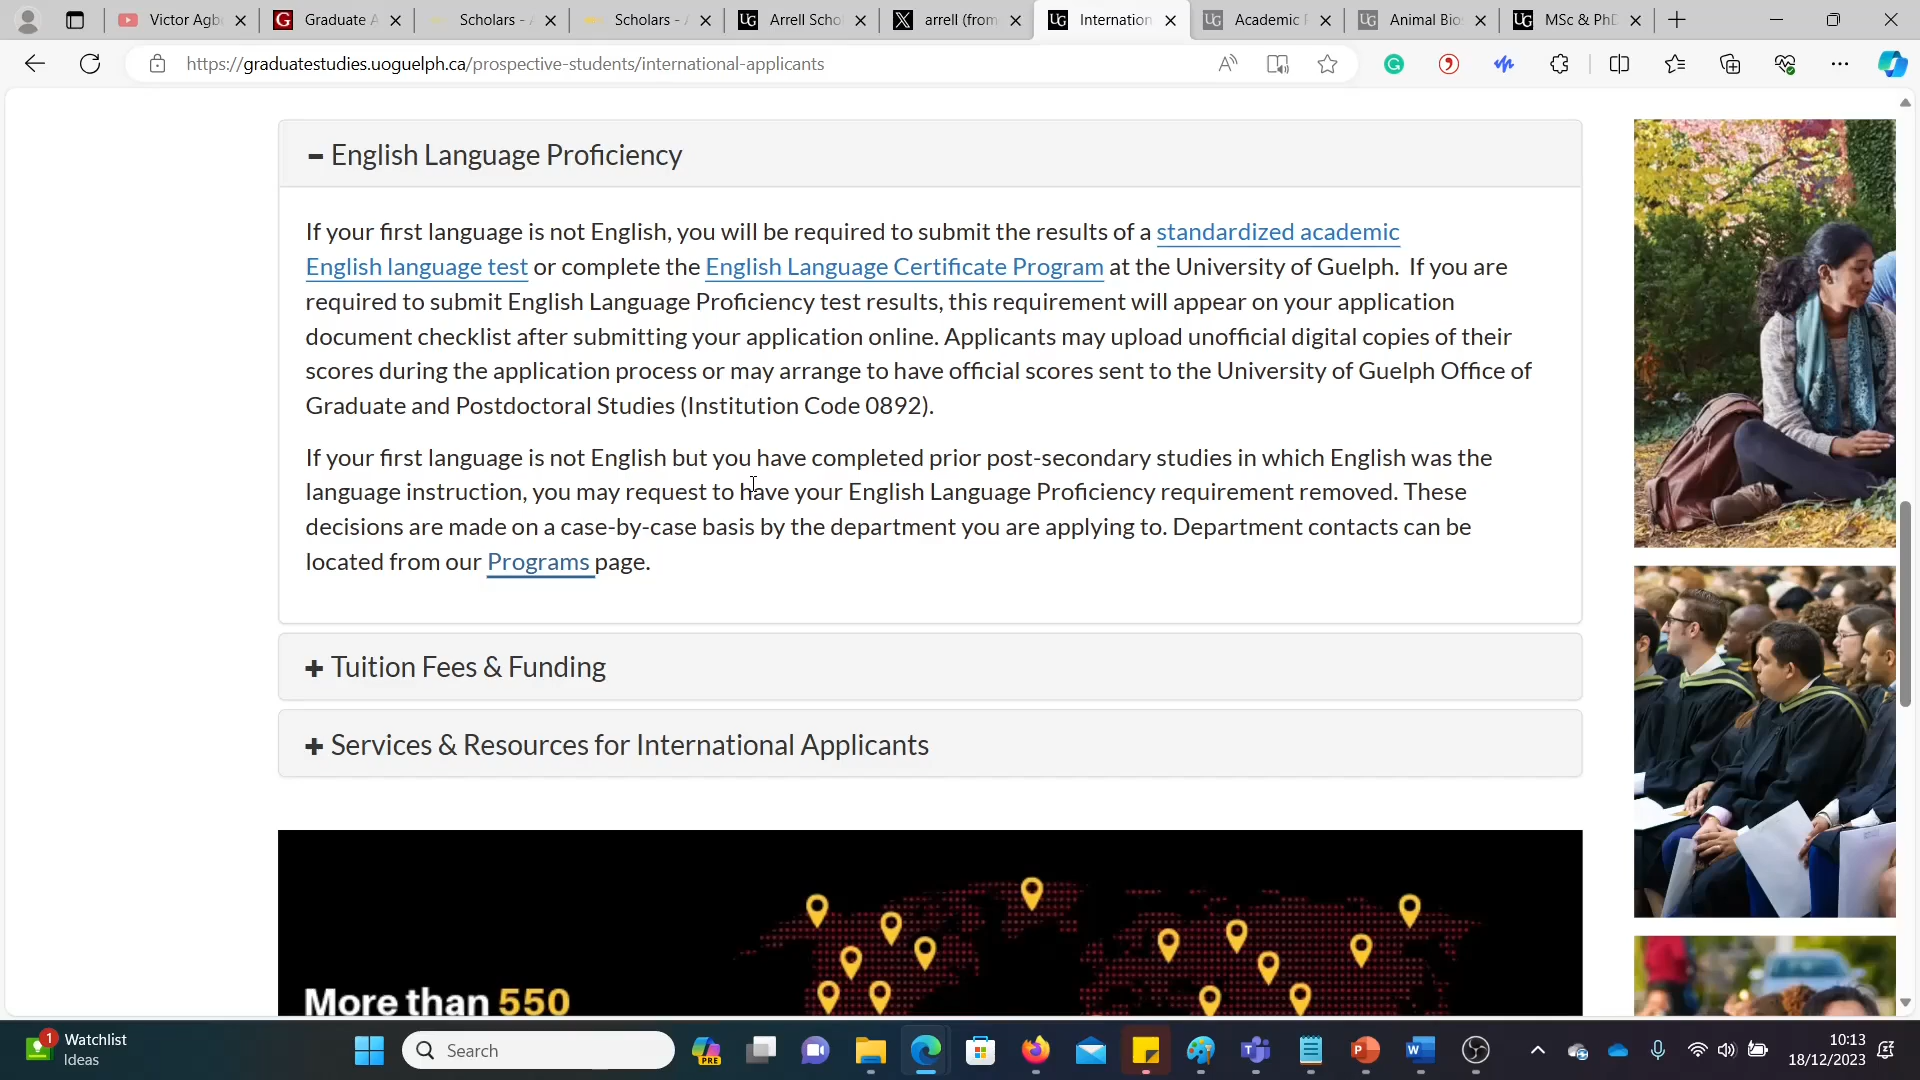 Victor Agb
Graduate A
Scholars - A
Scholars - A
Arrell Scho
arrell (from
Internation
Academic F
Animal Bio
MSc & PhD
https://graduatestudies.uoguelph.ca/prospective-students/international-applicants
English Language Proficiency
If your first language is not English, you will be required to submit the results of a standardized academic
English language test or complete the English Language Certificate Program at the University of Guelph. If you are
required to submit English Language Proficiency test results, this requirement will appear on your application
document checklist after submitting your application online. Applicants may upload unofficial digital copies of their
scores during the application process or may arrange to have official scores sent to the University of Guelph Office of
Graduate and Postdoctoral Studies (Institution Code 0892).
If your first language is not English but you have completed prior post-secondary studies in which English was the
language instruction, you may request to have your English Language Proficiency requirement removed. These
decisions are made on a case-by-case basis by the department you are applying to. Department contacts can be
located from our Programs page.
Tuition Fees & Funding
Services & Resources for International Applicants
More than 550
1
Watchlist
Ideas
Search
PRE
10:13
18/12/2023